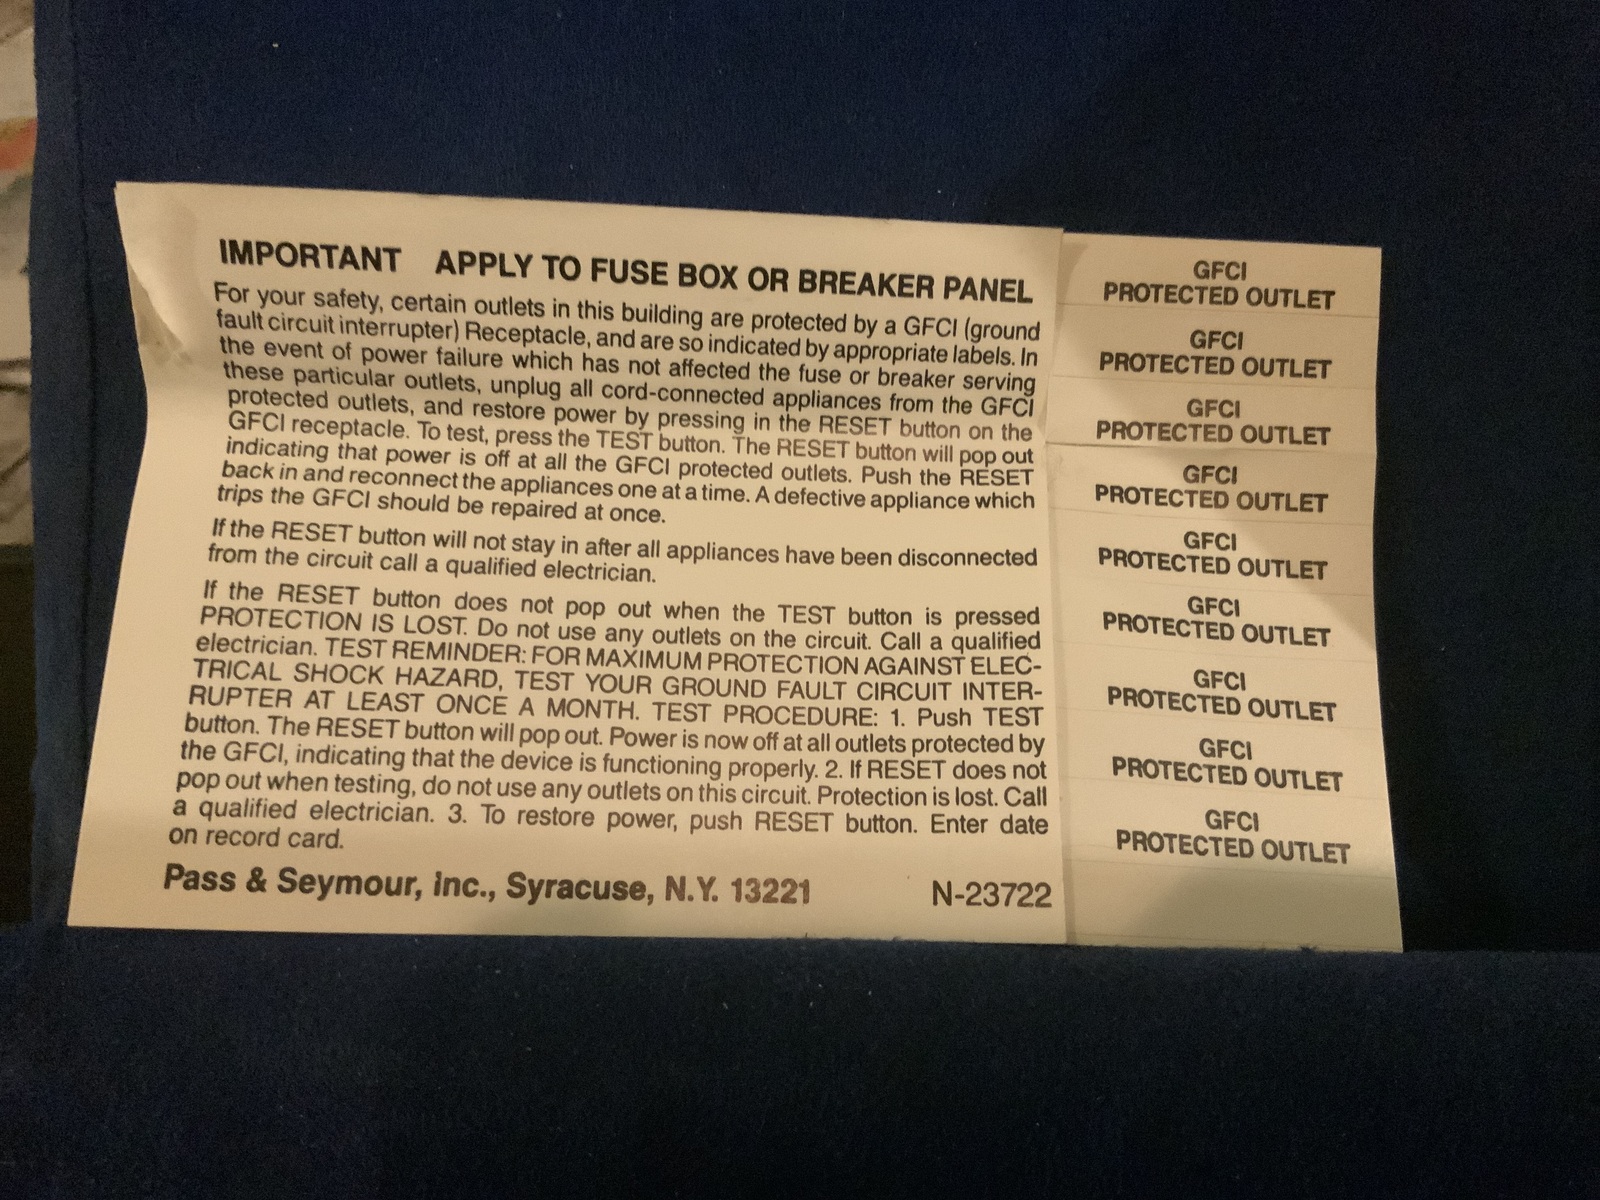 IMPORTANT APPLY TO FUSE BOX OR BREAKER PANEL
For your safety, certain outlets in this building are protected by a GFCI (ground
fault circuit interrupter) Receptacle, and are so indicated by appropriate labels. In
the event of power failure which has not affected the fuse or breaker serving
these particular outlets, unplug all cord-connected appliances from the GFCI
protected outlets, and restore power by pressing in the RESET button on the
GFCI receptacle. To test, press the TEST button. The RESET button will pop out
indicating that power is off at all the GFCI protected outlets. Push the RESET
back in and reconnect the appliances one at a time. A defective appliance which
trips the GFCI should be repaired at once.
If the RESET button will not stay in after all appliances have been disconnected
from the circuit call a qualified electrician.
If the RESET button does not pop out when the TEST button is pressed
PROTECTION IS LOST. Do not use any outlets on the circuit. Call a qualified
electrician. TEST REMINDER: FOR MAXIMUM PROTECTION AGAINST ELEC-
TRICAL SHOCK HAZARD, TEST YOUR GROUND FAULT CIRCUIT INTER-
RUPTER AT LEAST ONCE A MONTH. TEST PROCEDURE: 1. Push TEST
button. The RESET button will pop out. Power is now off at all outlets protected by
the GFCI, indicating that the device is functioning properly. 2. If RESET does not
pop out when testing, do not use any outlets on this circuit. Protection is lost. Call
a qualified electrician. 3. To restore power, push RESET button. Enter date
on record card.
Pass & Seymour, Inc., Syracuse, N.Y. 13221 N-23722
GFCI
PROTECTED OUTLET
GFCI
PROTECTED OUTLET
GFCI
PROTECTED OUTLET
GFCI
PROTECTED OUTLET
GFCI
PROTECTED OUTLET
GFCI
PROTECTED OUTLET
GFCI
PROTECTED OUTLET
GFCI
PROTECTED OUTLET
GFCI
PROTECTED OUTLET